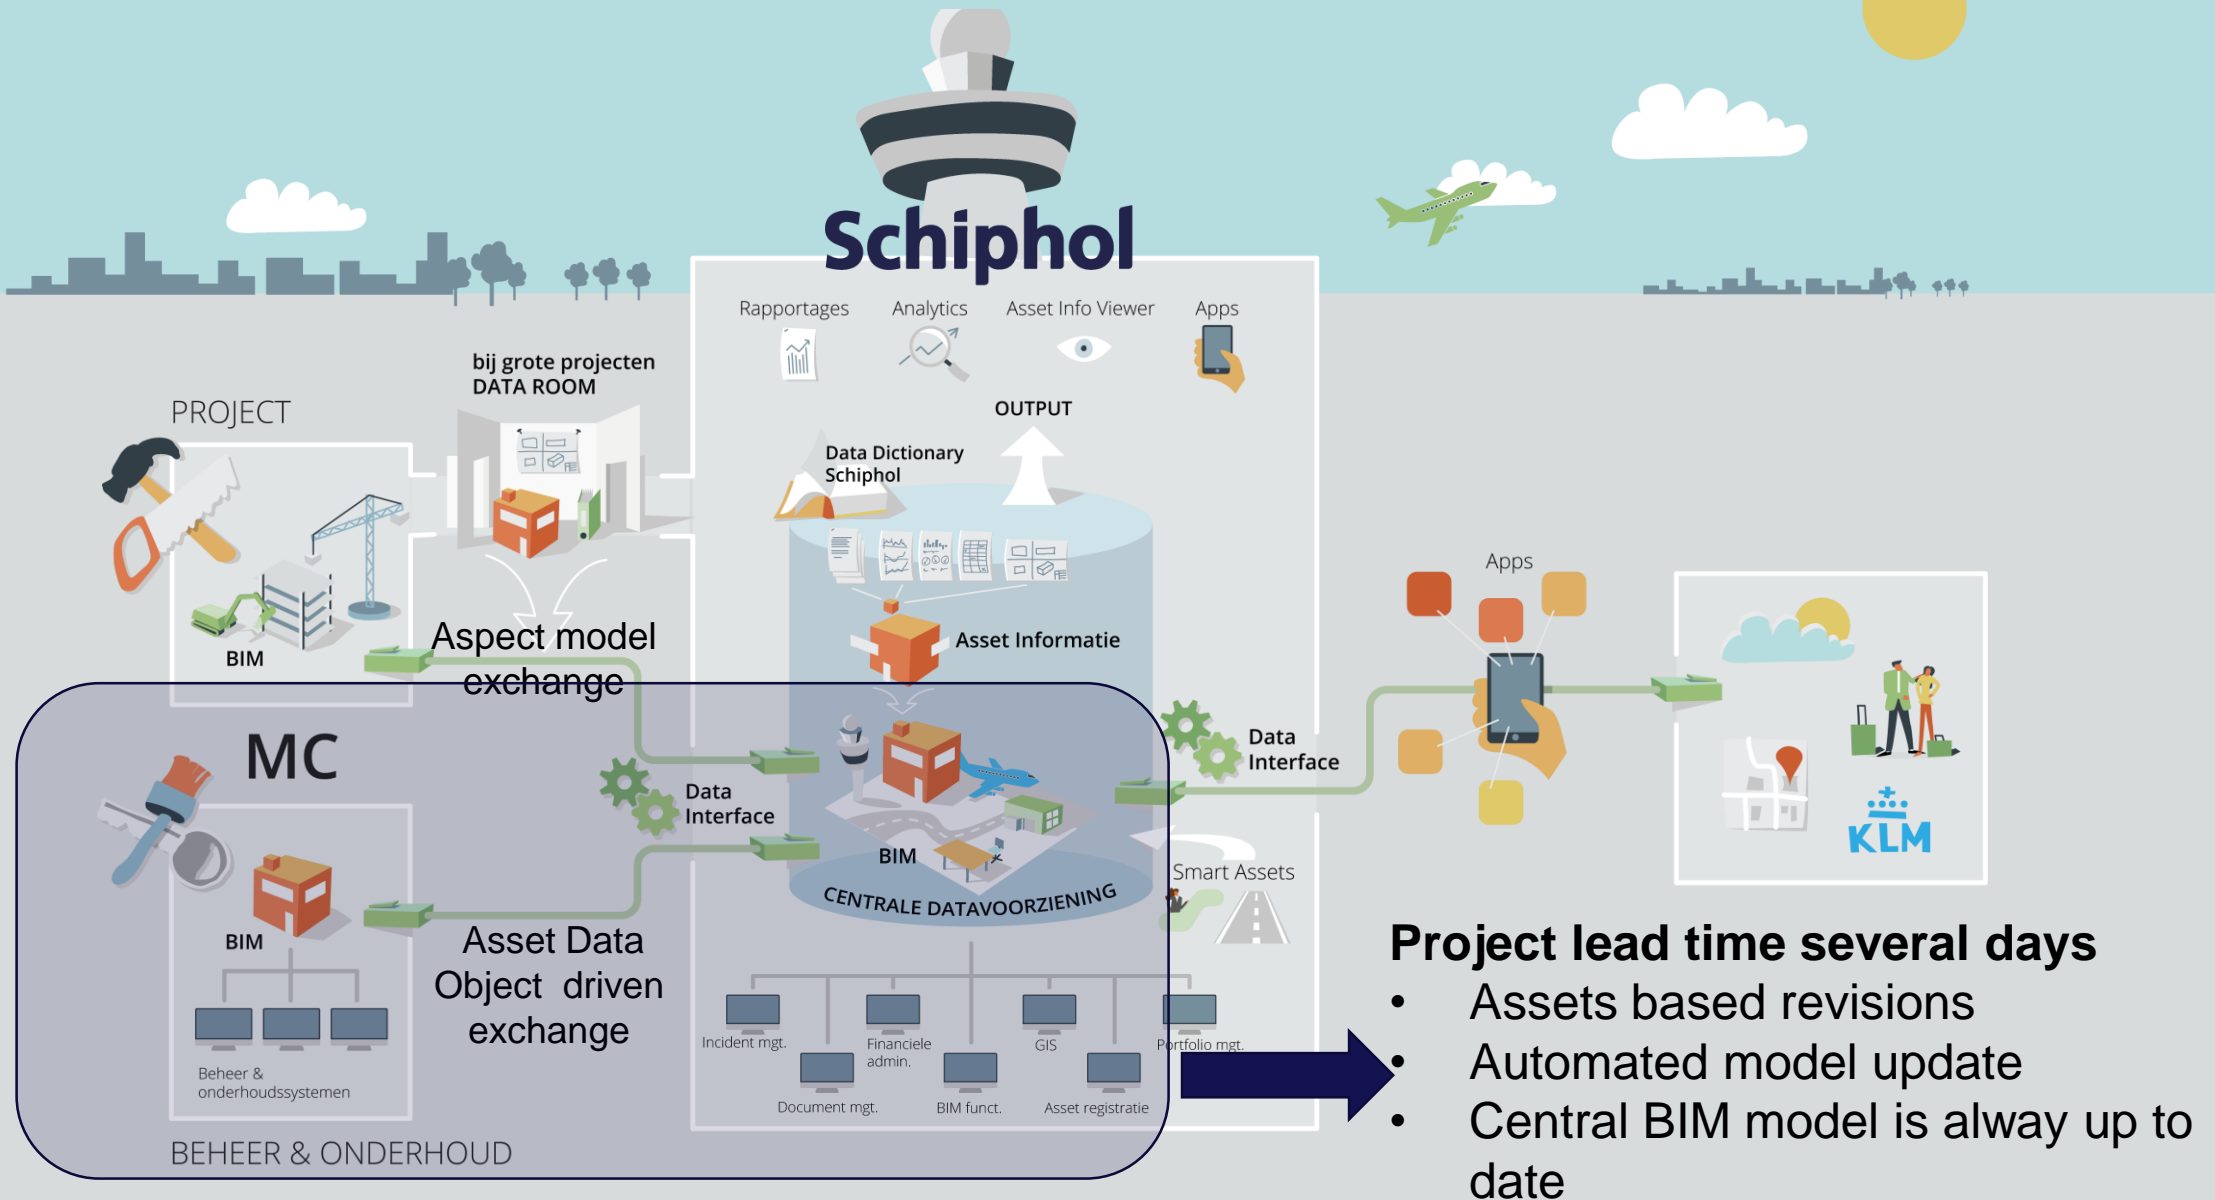 Schiphol
Rapportages
Analytics
Asset Info Viewer
Apps
bij grote projecten
DATA ROOM
PROJECT
OUTPUT
Data Dictionary
Schiphol
Apps
Asset Informatie
BIM
Aspect model
exchange
MC
Data
Interface
Data
Interface
BIM
CENTRALE DATAVOORZIENING
KLM
Smart Assets
BIM
Asset Data
Object driven
exchange
Beheer &
onderhoudssystemen
Incident mgt.
Financiele
admin.
GIS
Portfolio mgt.
Document mgt.
BIM funct.
Asset registratie
BEHEER & ONDERHOUD
Project lead time several days
• Assets based revisions
• Automated model update
• Central BIM model is alway up to
date